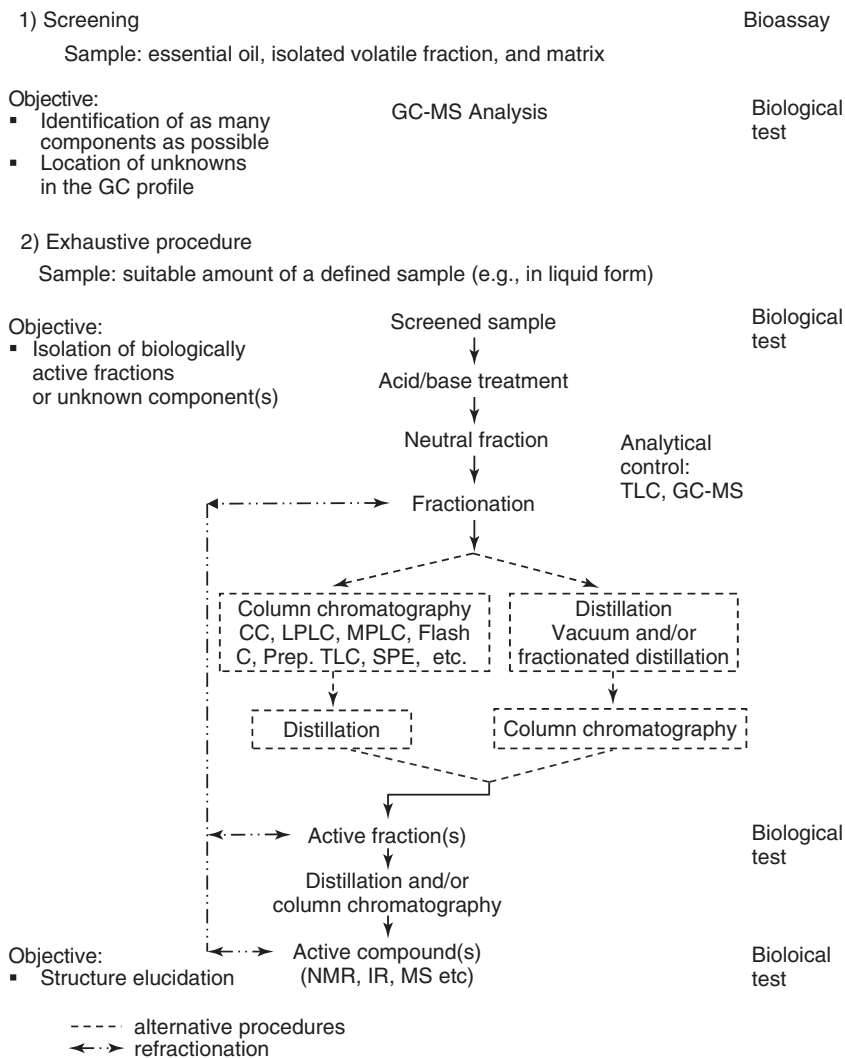 1) Screening
Bioassay
Sample: essential oil, isolated volatile fraction, and matrix
Objective:
▪ Identification of as many
components as possible
▪ Location of unknowns
in the GC profile
GC-MS Analysis
Biological
test
2) Exhaustive procedure
Sample: suitable amount of a defined sample (e.g., in liquid form)
Objective:
▪ Isolation of biologically
active fractions
or unknown component(s)
Screened sample
Biological
test
Acid/base treatment
Neutral fraction
Analytical
control:
TLC, GC-MS
Fractionation
Column chromatography
CC, LPLC, MPLC, Flash
C, Prep. TLC, SPE, etc.
Distillation
Vacuum and/or
fractionated distillation
Distillation
Column chromatography
Active fraction(s)
Biological
test
Distillation and/or
column chromatography
Objective:
▪ Structure elucidation
Active compound(s)
(NMR, IR, MS etc)
Bioloical
test
alternative procedures
refractionation